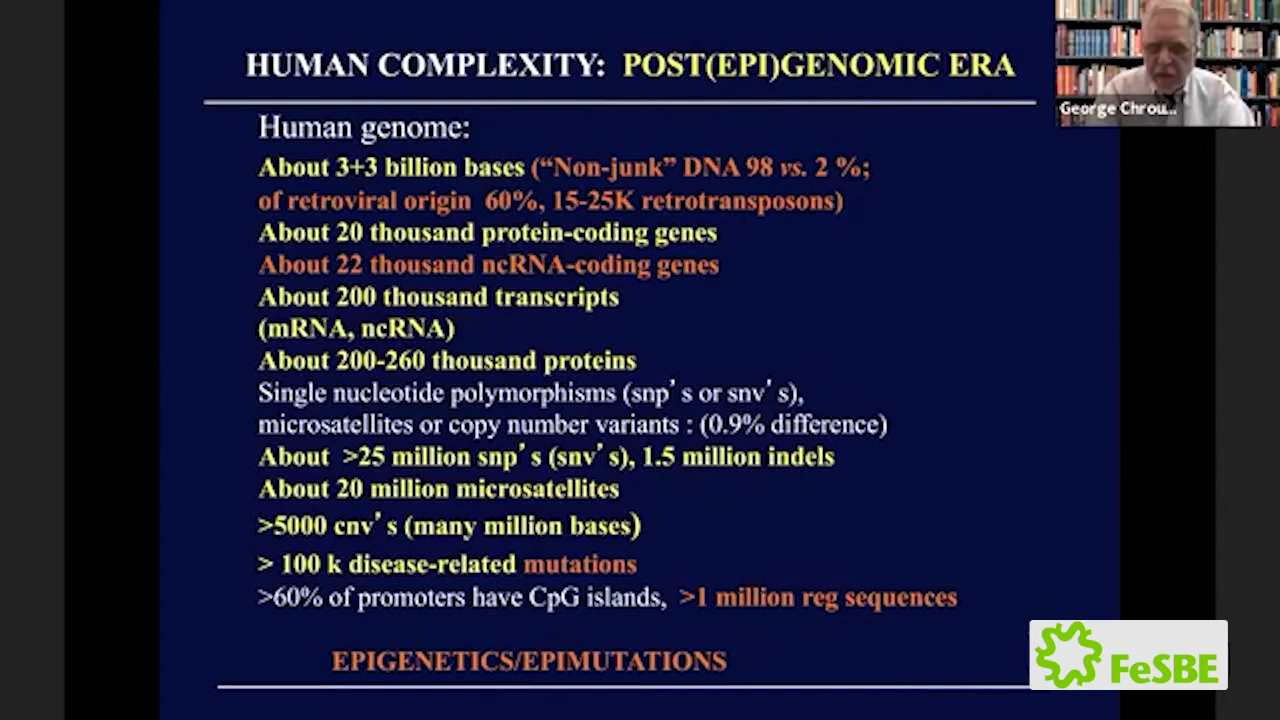 HUMAN COMPLEXITY: POST(EPI)GENOMIC ERA
George Chrou...
Human genome:
About 3+3 billion bases (“Non-junk” DNA 98 vs. 2 %;
of retroviral origin 60%, 15-25K retrotransposons)
About 20 thousand protein-coding genes
About 22 thousand ncRNA-coding genes
About 200 thousand transcripts
(mRNA, ncRNA)
About 200-260 thousand proteins
Single nucleotide polymorphisms (snp’s or snv’s),
microsatellites or copy number variants : (0.9% difference)
About >25 million snp’s (snv’s), 1.5 million indels
About 20 million microsatellites
>5000 cnv’s (many million bases)
> 100 k disease-related mutations
>60% of promoters have CpG islands, >1 million reg sequences
EPIGENETICS/EPIMUTATIONS
FeSBE